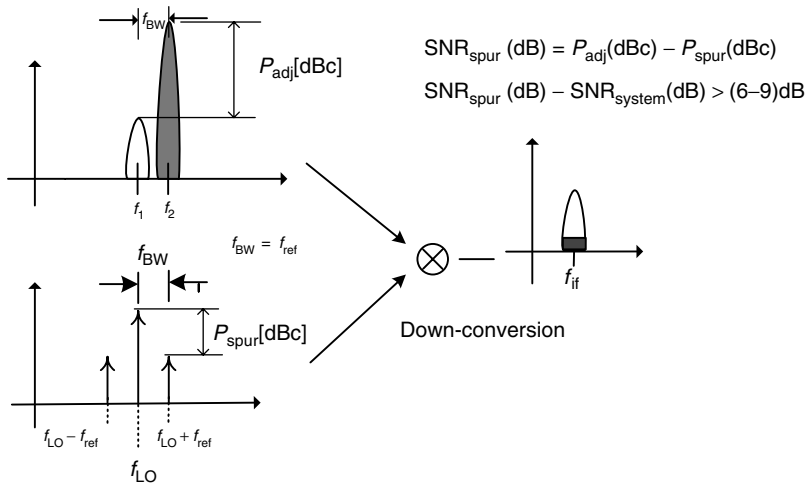 f_BW
P_adj[dBc]
f_1
f_2
SNR_spur (dB) = P_adj(dBc) – P_spur(dBc)
SNR_spur (dB) – SNR_system(dB) > (6–9)dB
f_BW = f_ref
f_BW
P_spur[dBc]
f_LO – f_ref
f_LO + f_ref
f_LO
f_if
Down-conversion